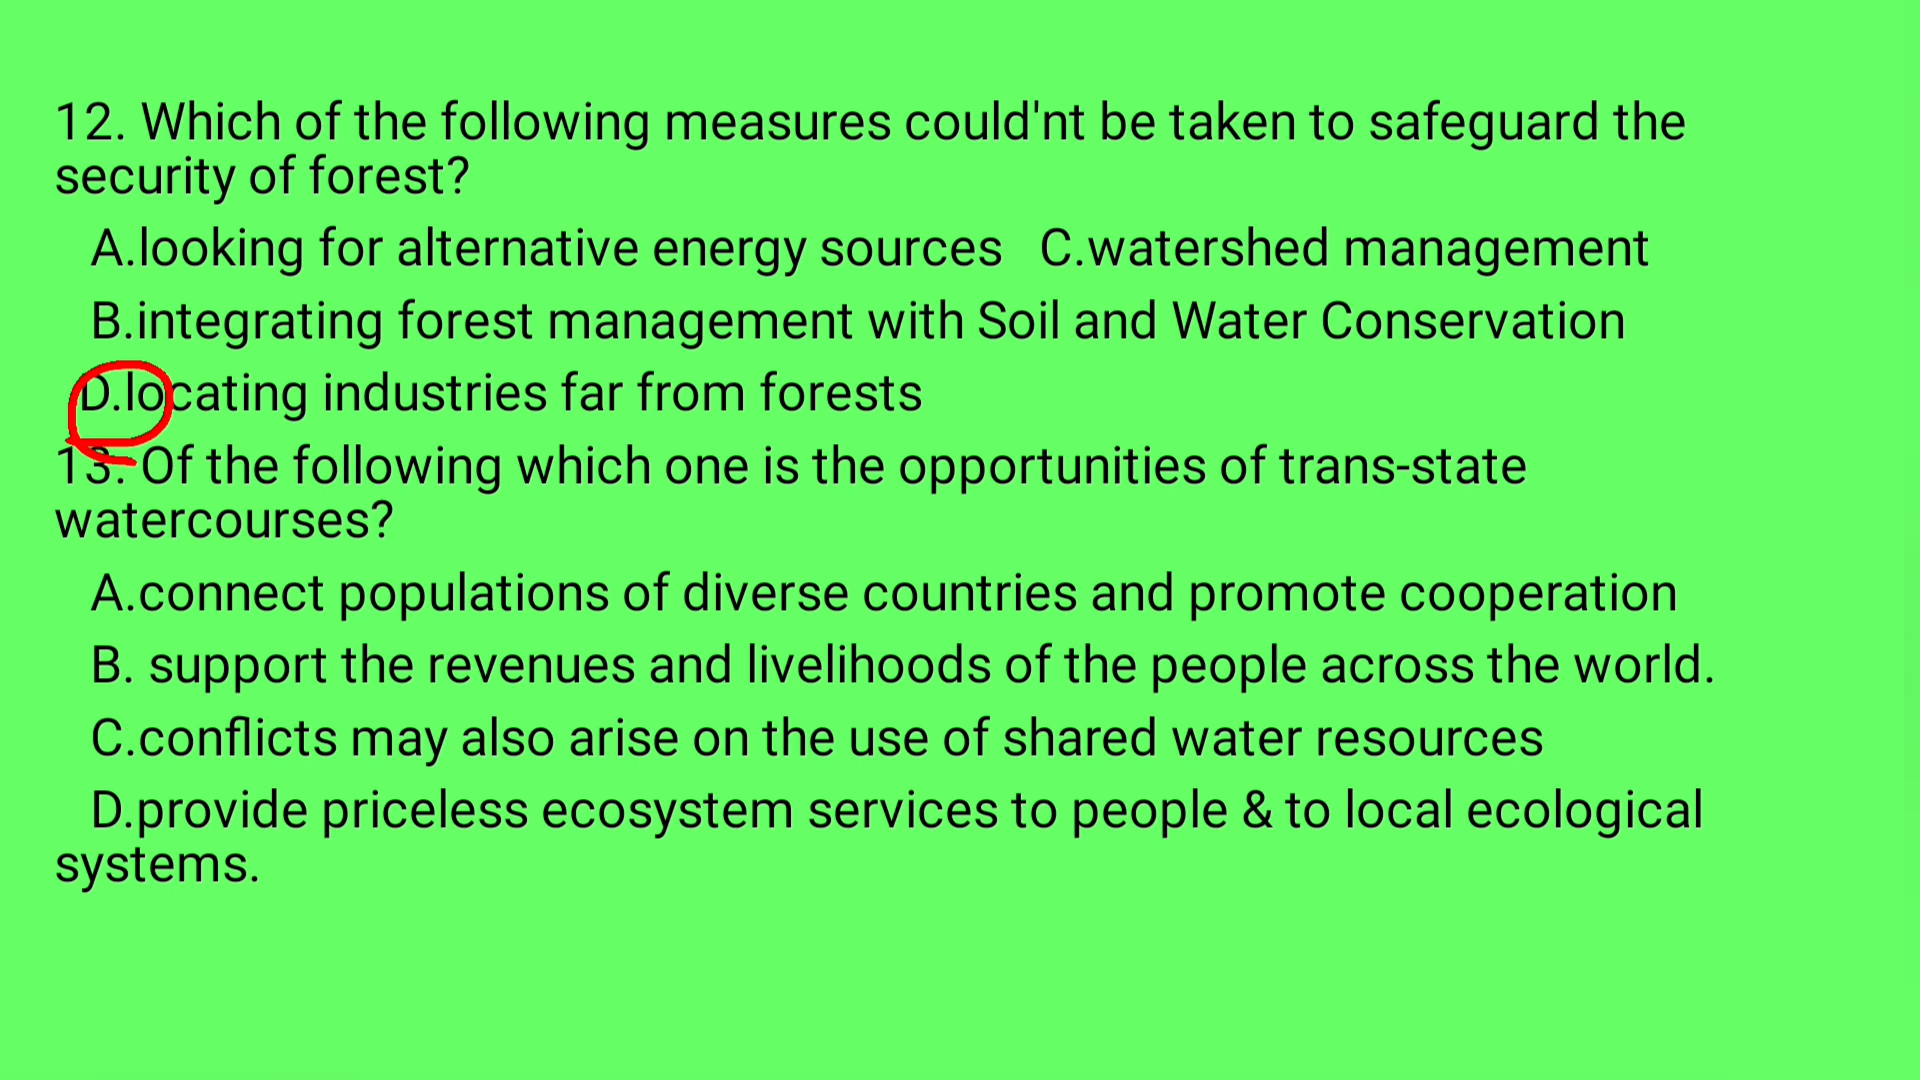 12. Which of the following measures could'nt be taken to safeguard the
security of forest?
A.looking for alternative energy sources C.watershed management
B.integrating forest management with Soil and Water Conservation
D.locating industries far from forests
13. Of the following which one is the opportunities of trans-state
watercourses?
A.connect populations of diverse countries and promote cooperation
B. support the revenues and livelihoods of the people across the world.
C.conflicts may also arise on the use of shared water resources
D.provide priceless ecosystem services to people & to local ecological
systems.